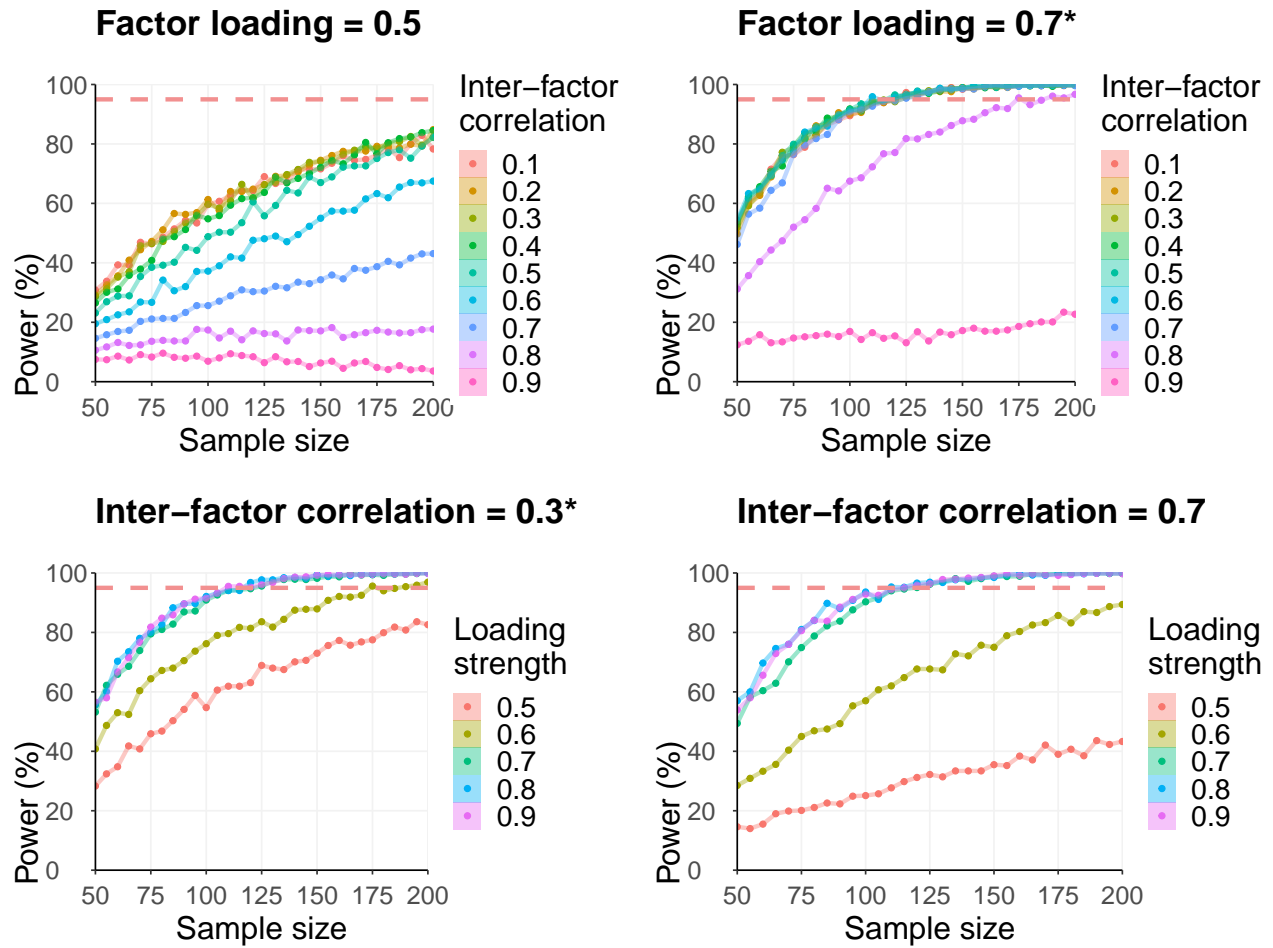 Factor loading = 0.5
Power (%)
100
80
60
40
20
0
50 75 100 125 150 175 200
Sample size
Inter−factor
correlation
0.1
0.2
0.3
0.4
0.5
0.6
0.7
0.8
0.9
Factor loading = 0.7*
Power (%)
100
80
60
40
20
0
50 75 100 125 150 175 200
Sample size
Inter−factor
correlation
0.1
0.2
0.3
0.4
0.5
0.6
0.7
0.8
0.9
Inter−factor correlation = 0.3*
Power (%)
100
80
60
40
20
0
50 75 100 125 150 175 200
Sample size
Loading
strength
0.5
0.6
0.7
0.8
0.9
Inter−factor correlation = 0.7
Power (%)
100
80
60
40
20
0
50 75 100 125 150 175 200
Sample size
Loading
strength
0.5
0.6
0.7
0.8
0.9